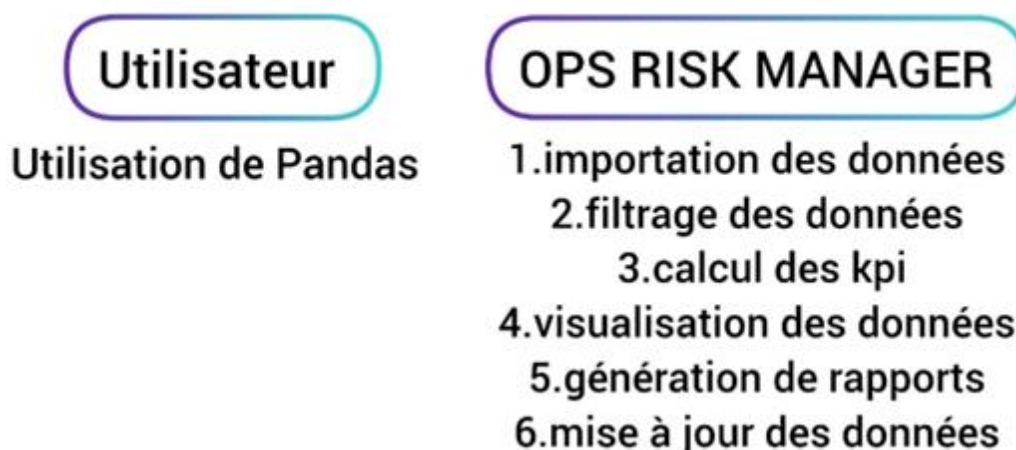 Utilisateur
Utilisation de Pandas
OPS RISK MANAGER
1.importation des données
2.filtrage des données
3.calcul des kpi
4.visualisation des données
5.génération de rapports
6.mise à jour des données